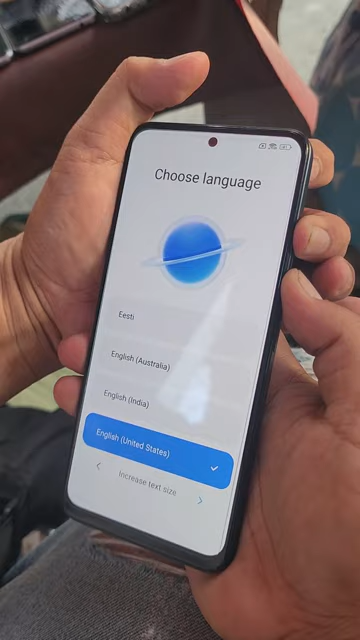 Choose language
Eesti
English (Australia)
English (India)
English (United States)
Increase text size